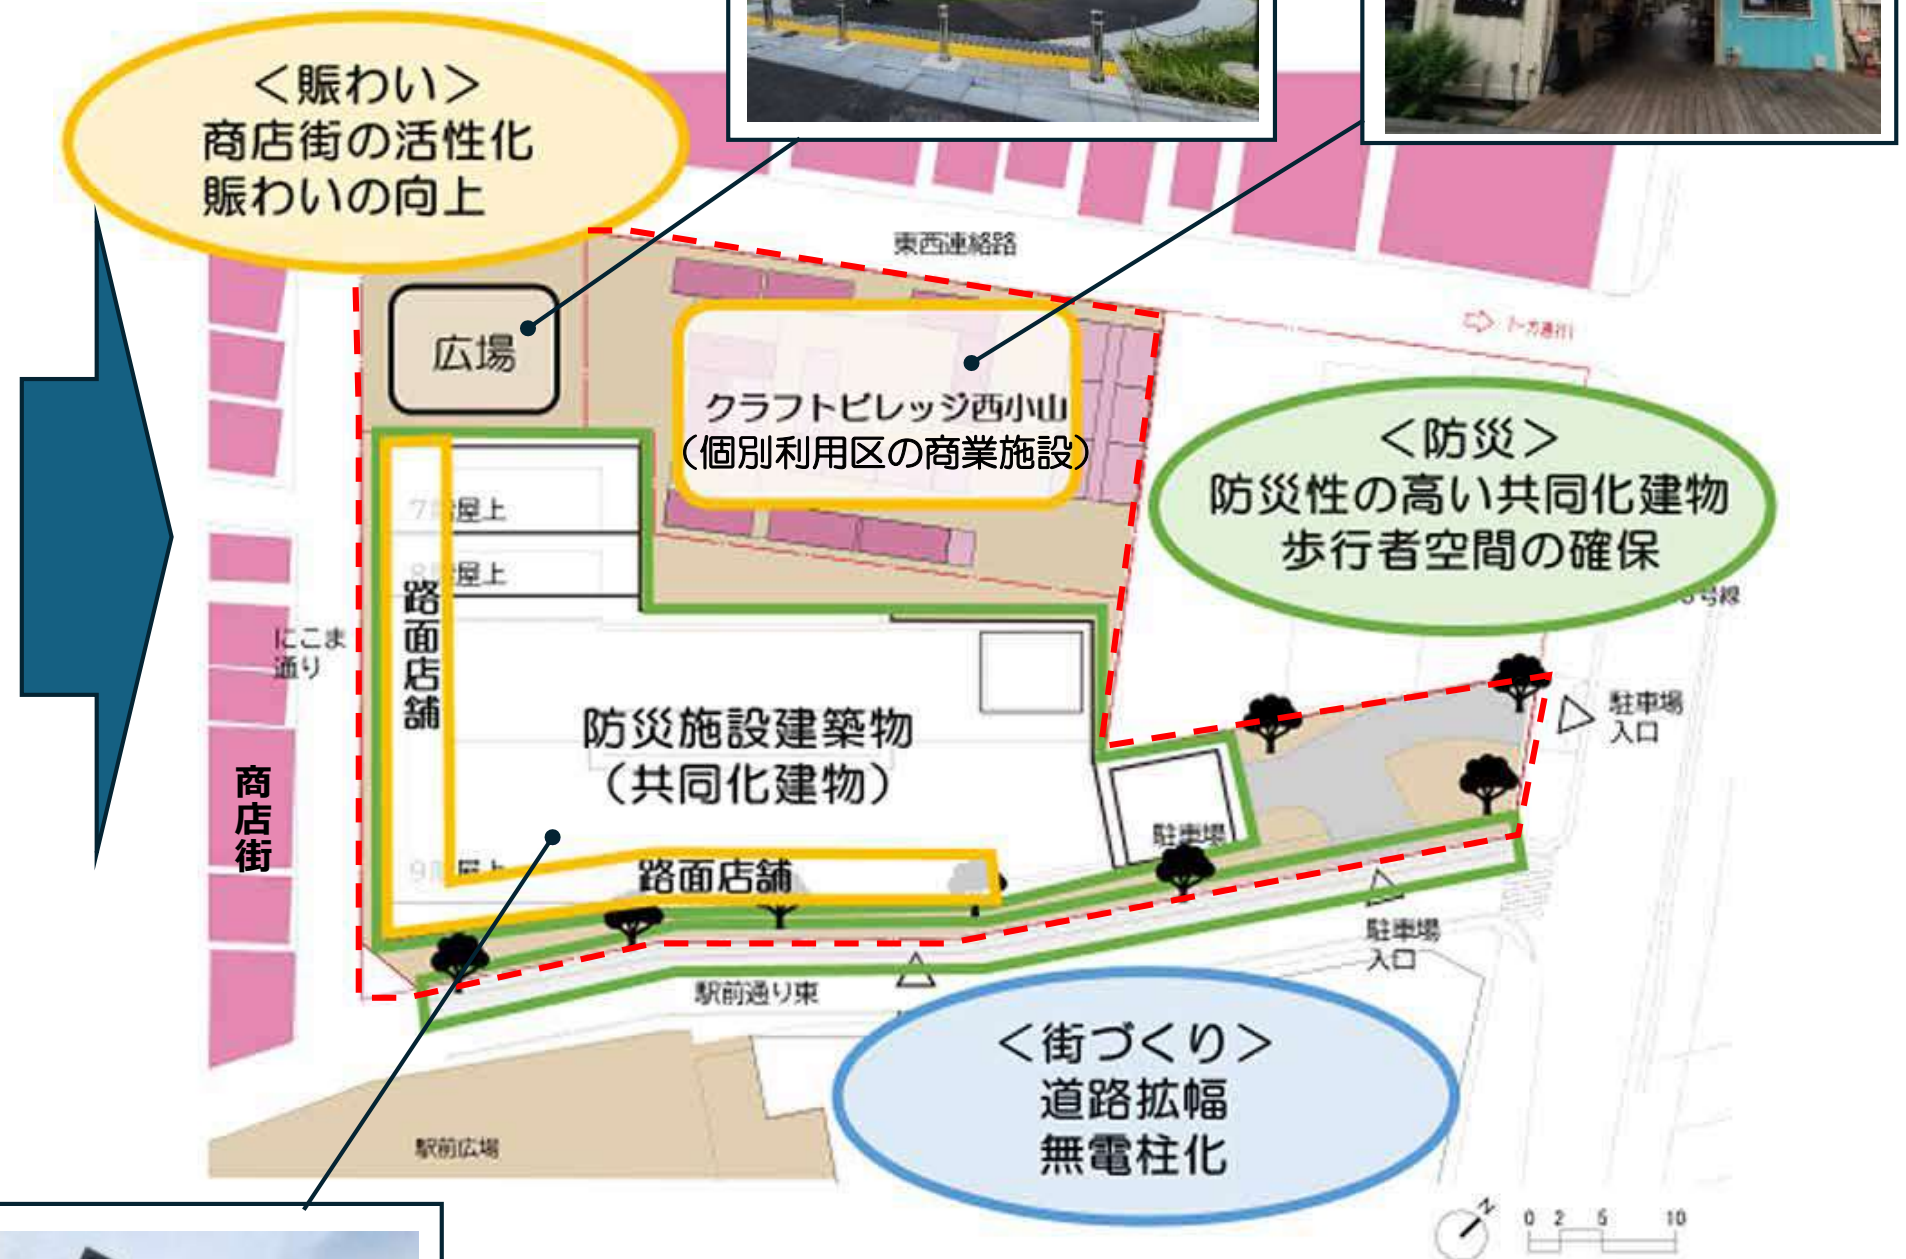 <賑わい>
商店街の活性化
賑わいの向上
東西連絡路
広場
クラフトビレッジ西小山
(個別利用区の商業施設)
<防災>
防災性の高い共同化建物
歩行者空間の確保
号線
7 屋上
8 屋上
路面店舗
にこま
通り
防災施設建築物
(共同化建物)
駐車場
入口
商店街
駐車場
9 屋上
路面店舗
駐車場
入口
駅前通り東
<街づくり>
道路拡幅
無電柱化
駅前広場
N
0 2 5 10